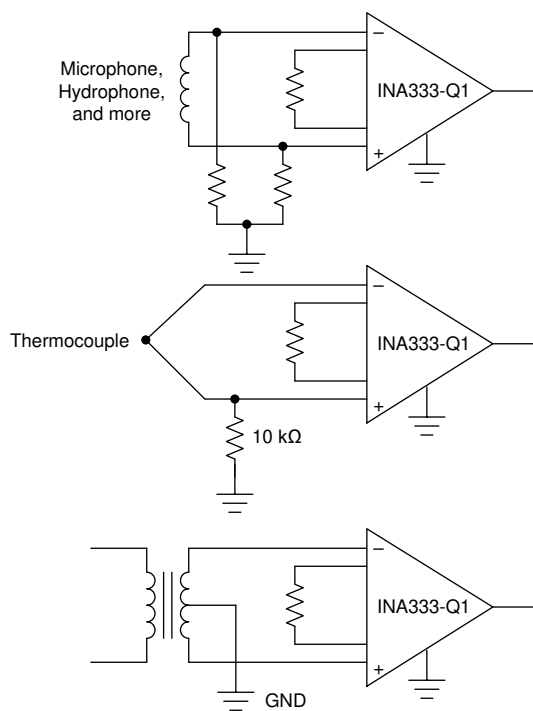 Microphone,
Hydrophone,
and more
−
INA333-Q1
+
Thermocouple
−
INA333-Q1
+
10 kΩ
−
INA333-Q1
+
GND